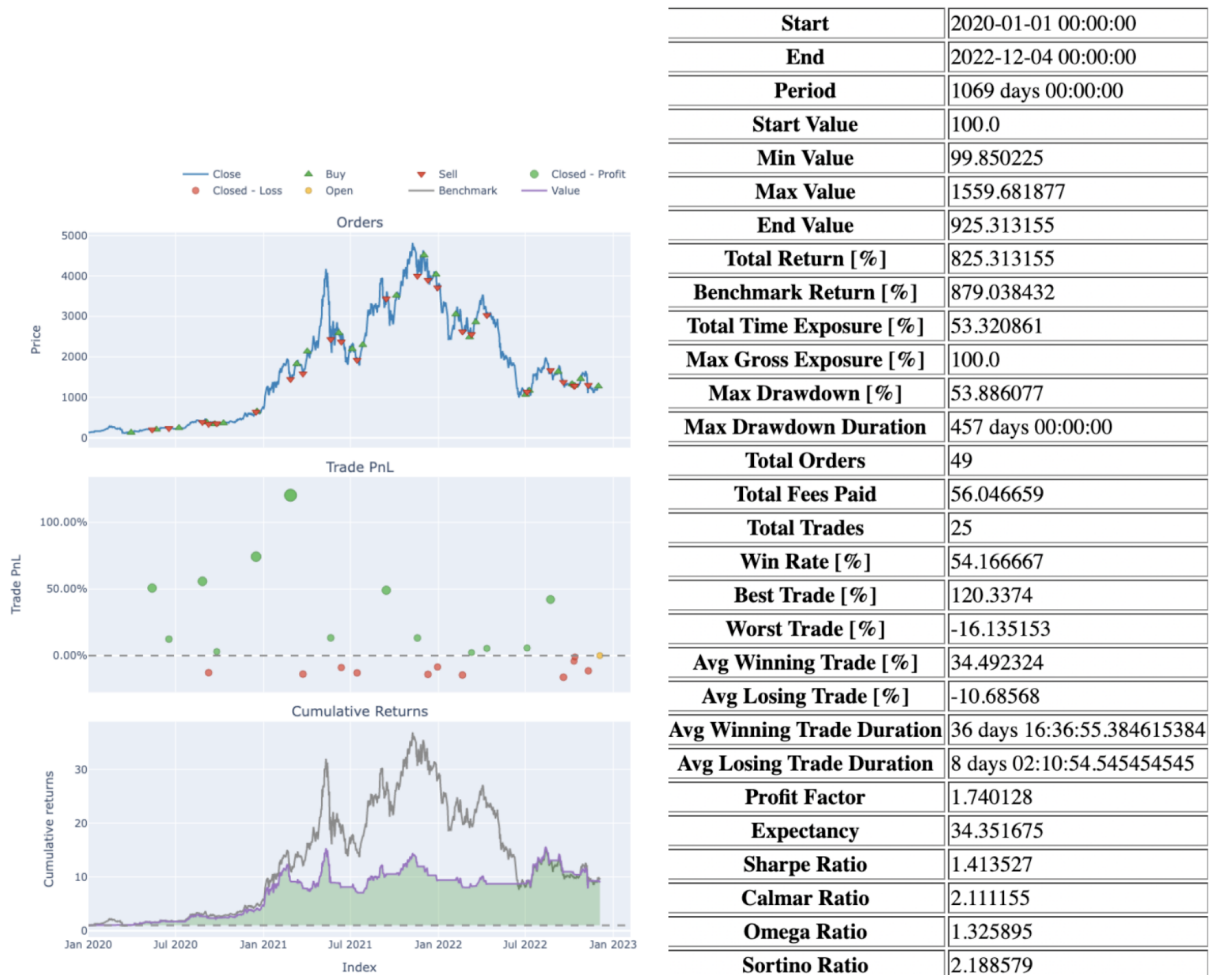 Close Buy Sell Closed - Profit
Closed - Loss Open Benchmark Value
Orders
5000
4000
3000
2000
1000
0
Price
Trade PnL
100.00%
50.00%
0.00%
Trade PnL
Cumulative Returns
30
20
10
0
Cumulative returns
Jan 2020 Jul 2020 Jan 2021 Jul 2021 Jan 2022 Jul 2022 Jan 2023
Index
Start 2020-01-01 00:00:00
End 2022-12-04 00:00:00
Period 1069 days 00:00:00
Start Value 100.0
Min Value 99.850225
Max Value 1559.681877
End Value 925.313155
Total Return [%] 825.313155
Benchmark Return [%] 879.038432
Total Time Exposure [%] 53.320861
Max Gross Exposure [%] 100.0
Max Drawdown [%] 53.886077
Max Drawdown Duration 457 days 00:00:00
Total Orders 49
Total Fees Paid 56.046659
Total Trades 25
Win Rate [%] 54.166667
Best Trade [%] 120.3374
Worst Trade [%] -16.135153
Avg Winning Trade [%] 34.492324
Avg Losing Trade [%] -10.68568
Avg Winning Trade Duration 36 days 16:36:55.384615384
Avg Losing Trade Duration 8 days 02:10:54.545454545
Profit Factor 1.740128
Expectancy 34.351675
Sharpe Ratio 1.413527
Calmar Ratio 2.111155
Omega Ratio 1.325895
Sortino Ratio 2.188579